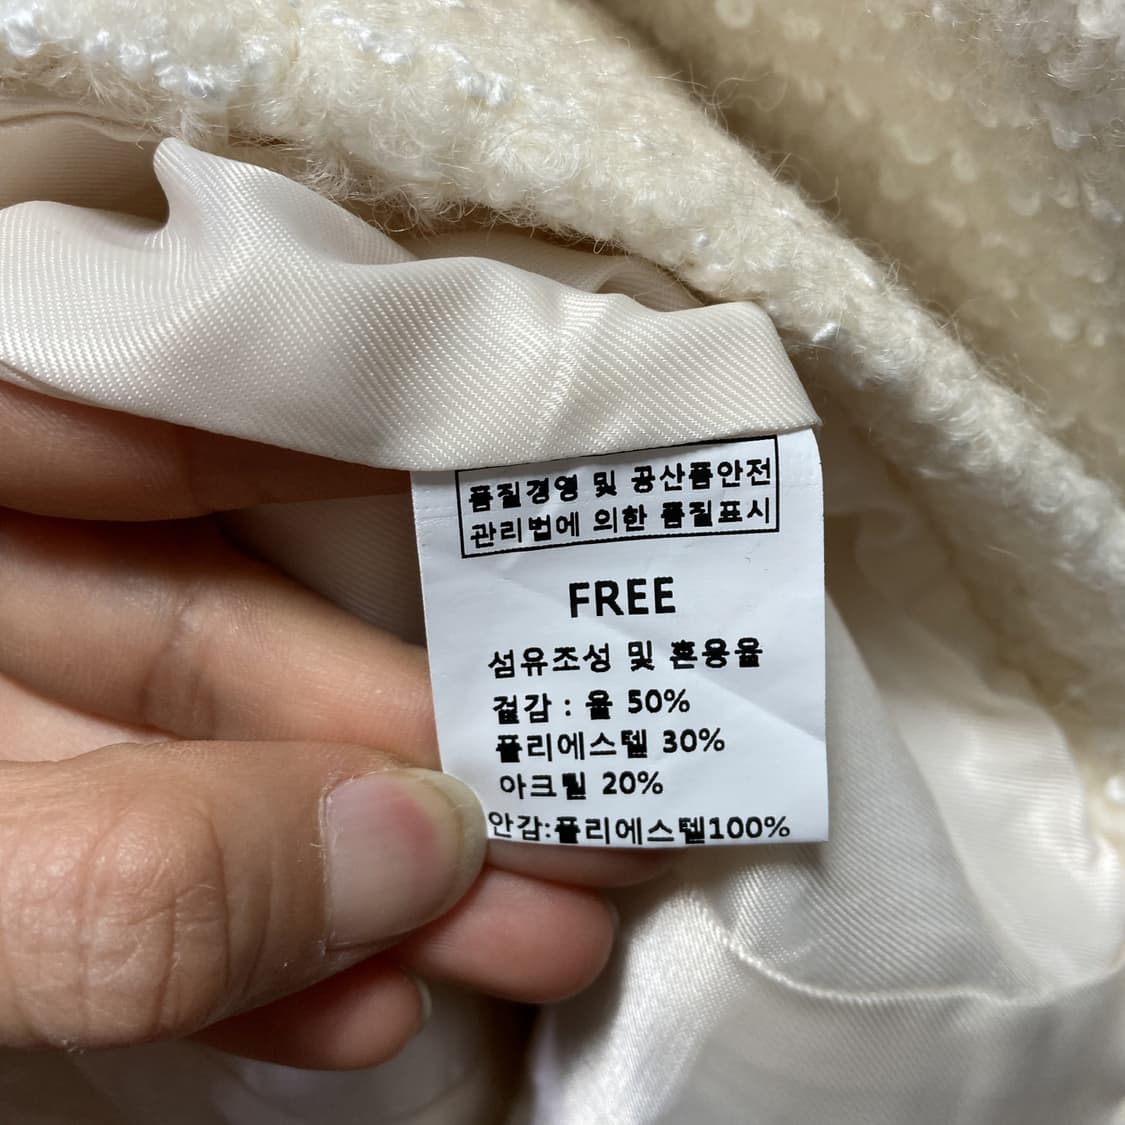 품질경영 및 공산품안전
관리법에 의한 품질표시
FREE
섬유조성 및 혼용율
겉감 : 울 50%
폴리에스텔 30%
아크릴 20%
안감:폴리에스텔100%